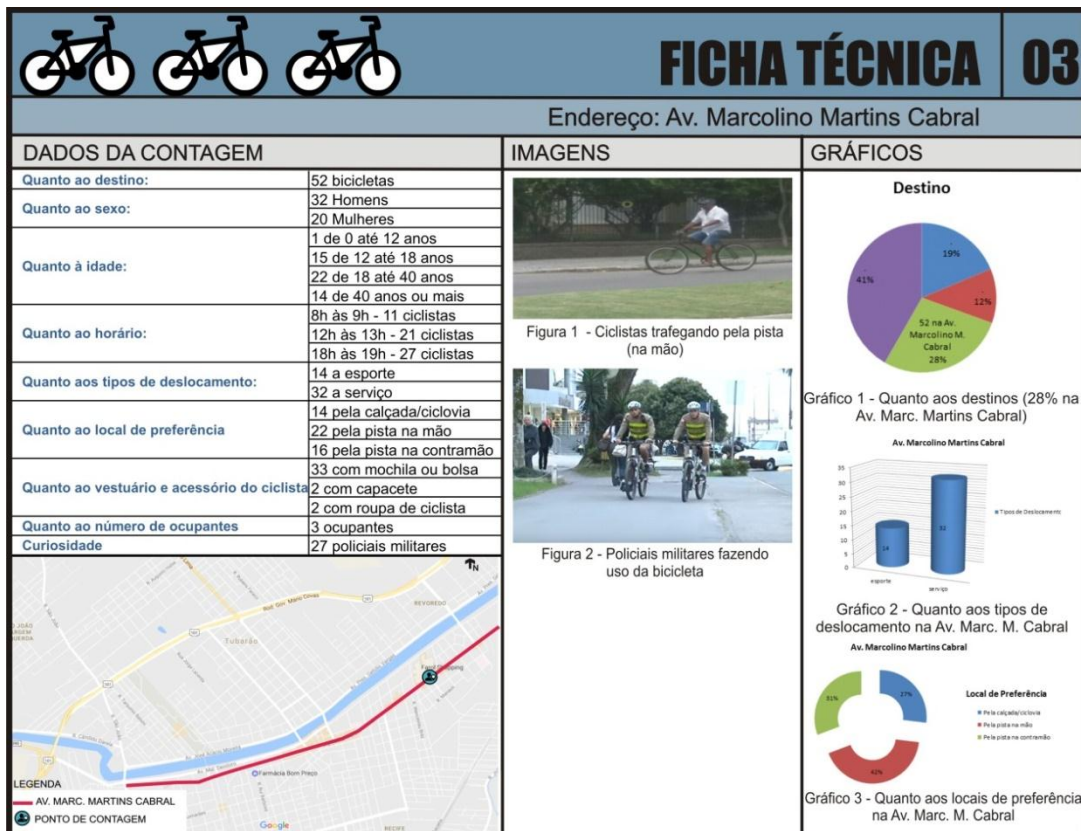 FICHA TÉCNICA
03
Endereço: Av. Marcolino Martins Cabral
DADOS DA CONTAGEM
Quanto ao destino:
52 bicicletas
Quanto ao sexo:
32 Homens
20 Mulheres
Quanto à idade:
1 de 0 até 12 anos
15 de 12 até 18 anos
22 de 18 até 40 anos
14 de 40 anos ou mais
Quanto ao horário:
8h às 9h - 11 ciclistas
12h às 13h - 21 ciclistas
18h às 19h - 27 ciclistas
Quanto aos tipos de deslocamento:
14 a esporte
32 a serviço
Quanto ao local de preferência
14 pela calçada/ciclovia
22 pela pista na mão
16 pela pista na contramão
Quanto ao vestuário e acessório do ciclista
33 com mochila ou bolsa
2 com capacete
2 com roupa de ciclista
Quanto ao número de ocupantes
3 ocupantes
Curiosidade
27 policiais militares
N
REVOREDO
Tubarão
Farol Shopping
Farmácia Bom Preço
RECIFE
Google
LEGENDA
AV. MARC. MARTINS CABRAL
PONTO DE CONTAGEM
IMAGENS
Figura 1 - Ciclistas trafegando pela pista
(na mão)
Figura 2 - Policiais militares fazendo
uso da bicicleta
GRÁFICOS
Destino
19%
12%
41%
52 na Av.
Marcolino M.
Cabral
28%
Gráfico 1 - Quanto aos destinos (28% na
Av. Marc. Martins Cabral)
Av. Marcolino Martins Cabral
35
30
25
20
15
10
5
0
14
32
esporte
serviço
Tipos de Deslocamento
Gráfico 2 - Quanto aos tipos de
deslocamento na Av. Marc. M. Cabral
Av. Marcolino Martins Cabral
31%
27%
42%
Local de Preferência
Pela calçada/ciclovia
Pela pista na mão
Pela pista na contramão
Gráfico 3 - Quanto aos locais de preferência
na Av. Marc. M. Cabral